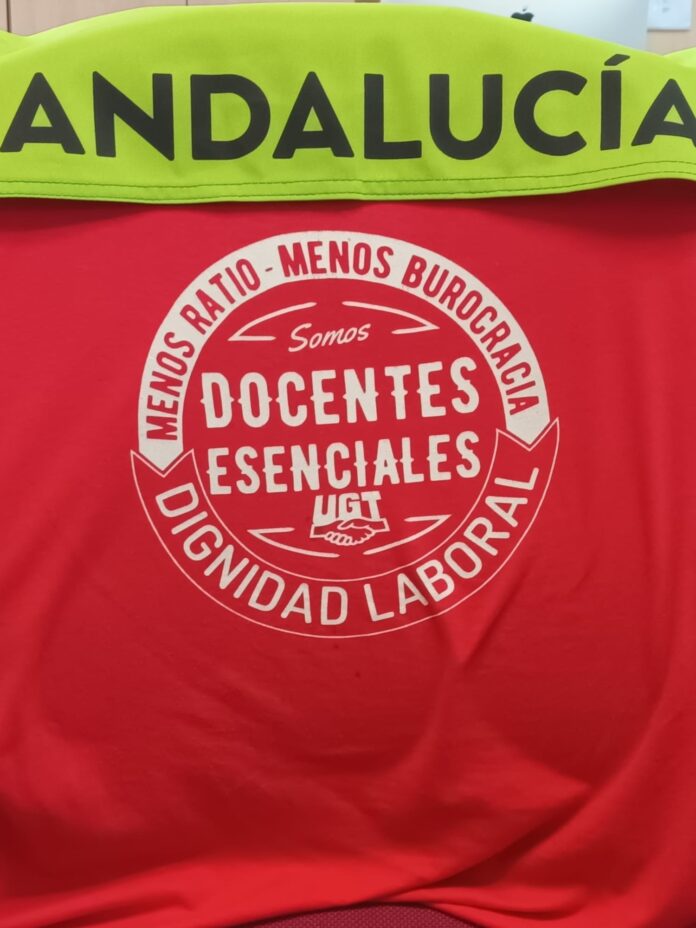 ANDALUCÍA
MENOS RATIO - MENOS BUROCRACIA
Somos
DOCENTES
ESENCIALES
UGT
DIGNIDAD LABORAL